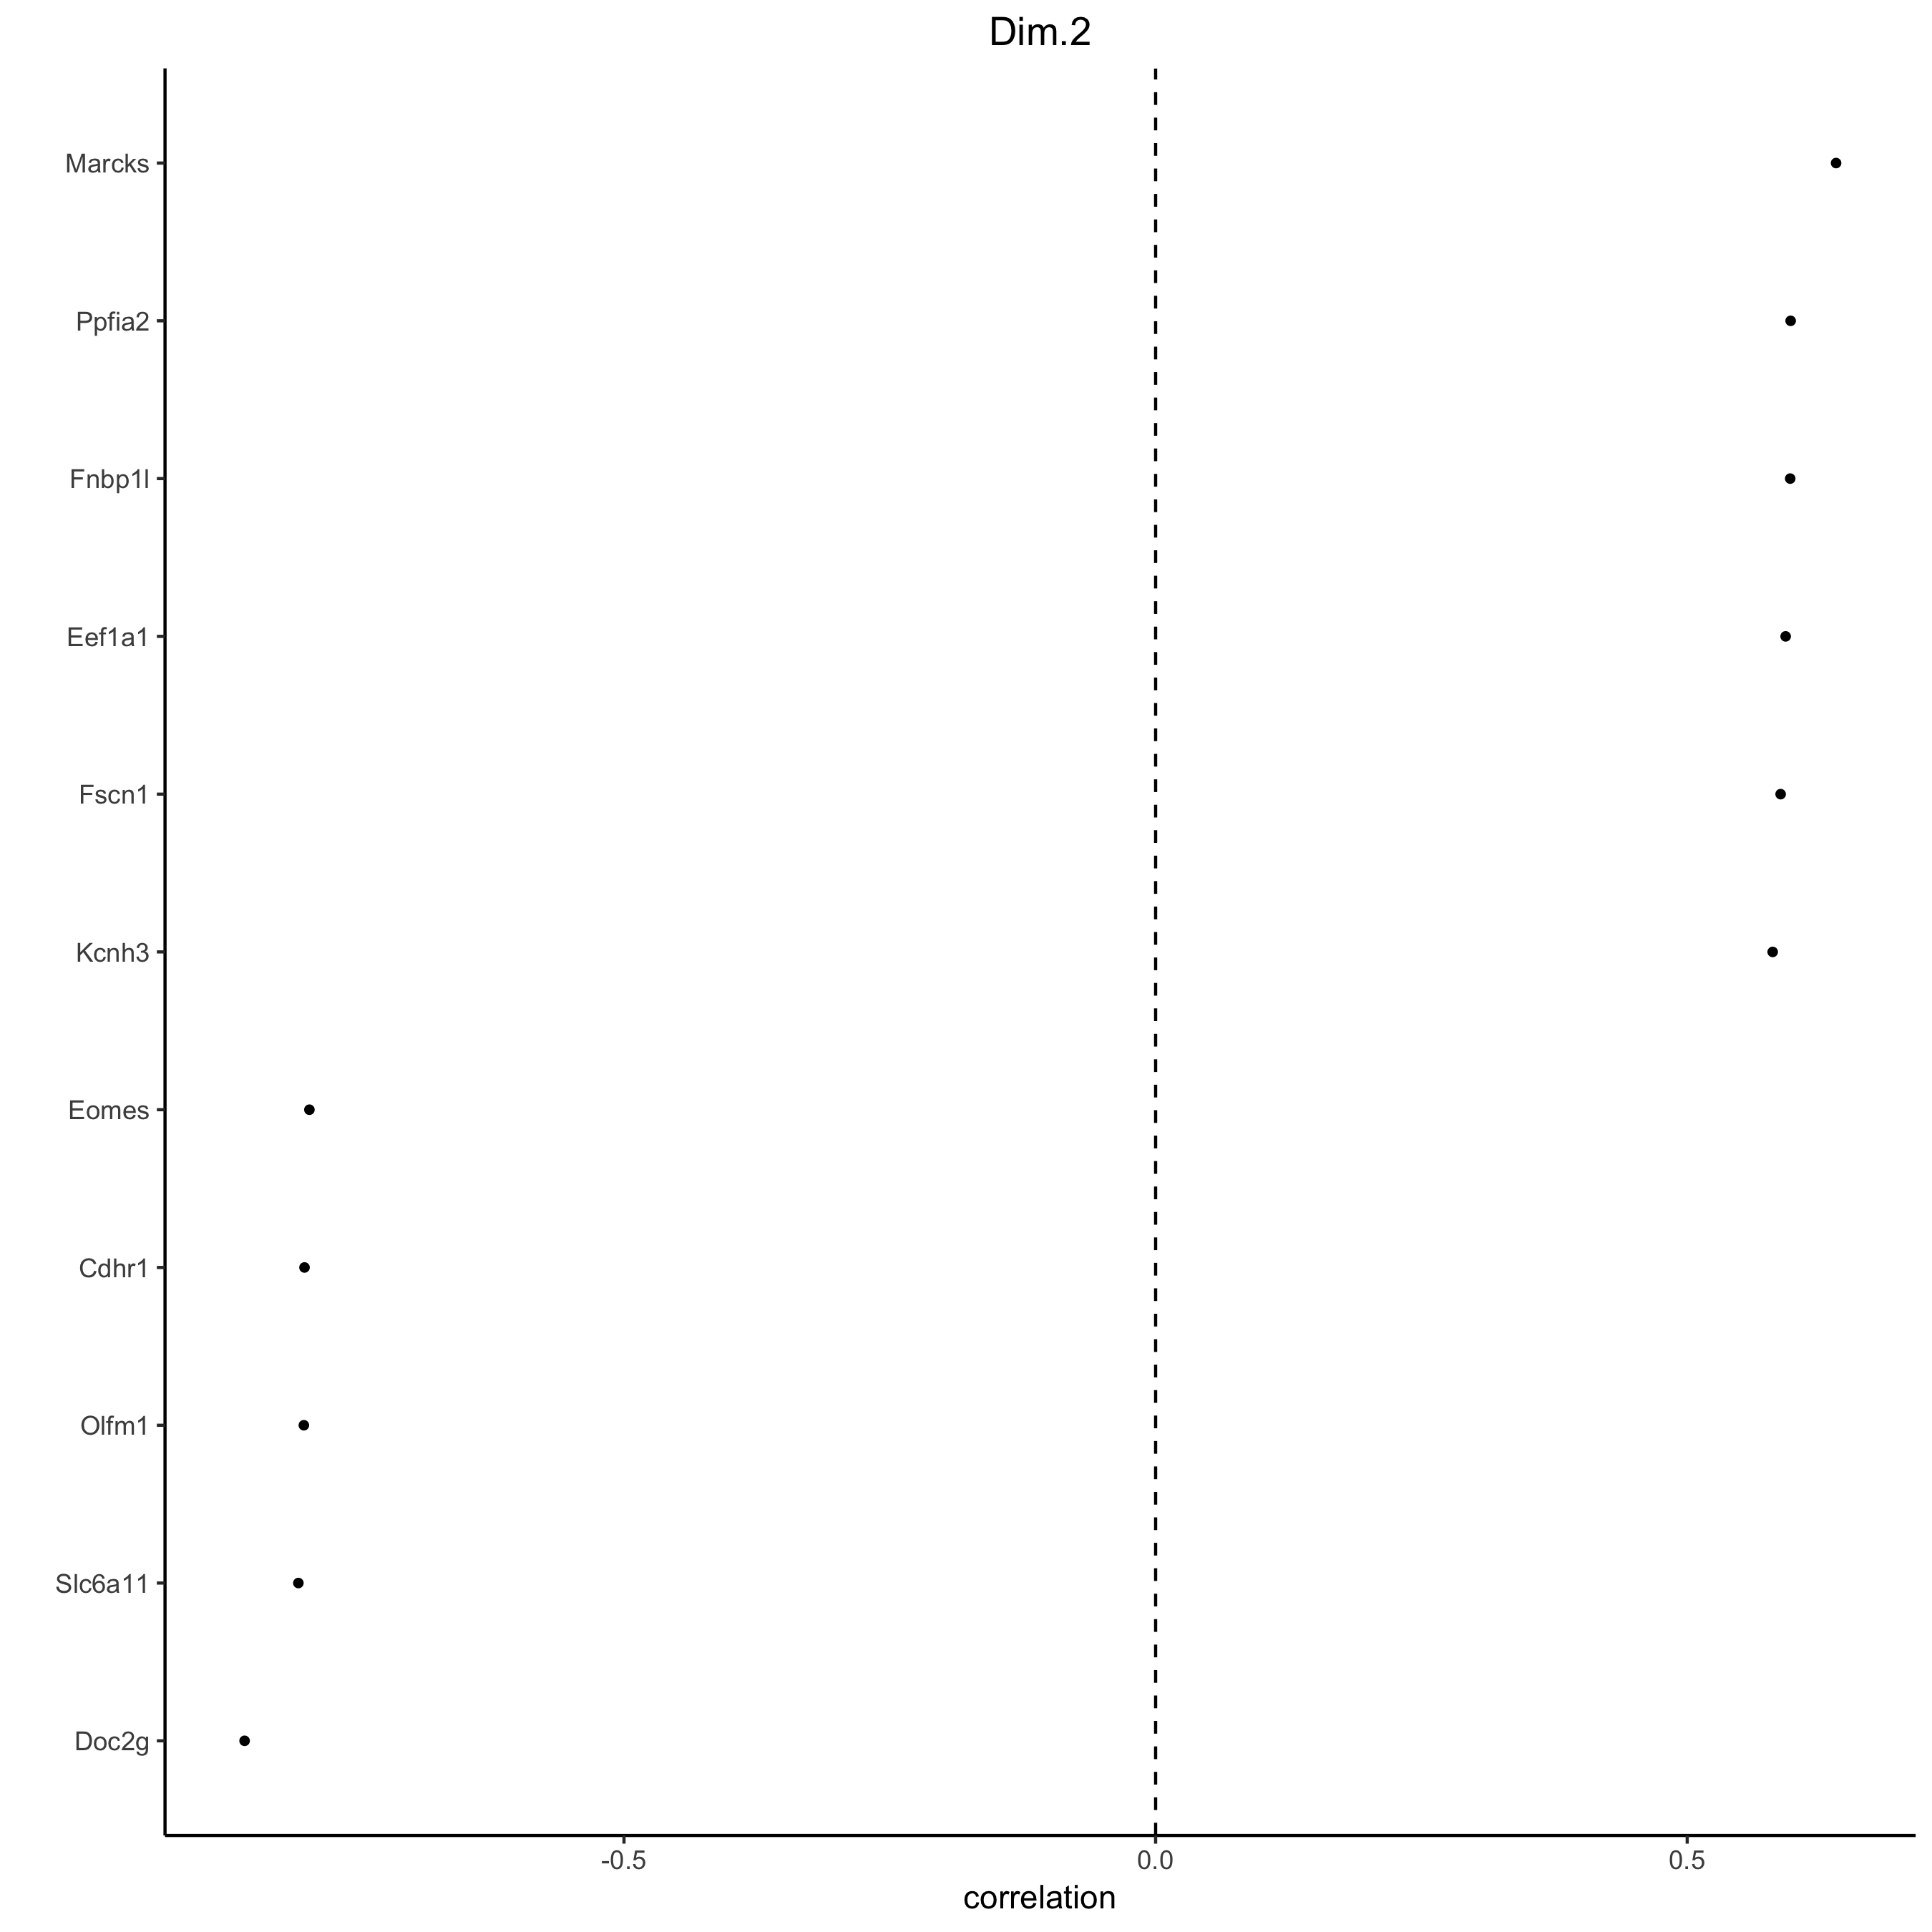 Dim.2
Marcks
Ppfia2
Fnbp1l
Eef1a1
Fscn1
Kcnh3
Eomes
Cdhr1
Olfm1
Slc6a11
Doc2g
-0.5 0.0 0.5
correlation